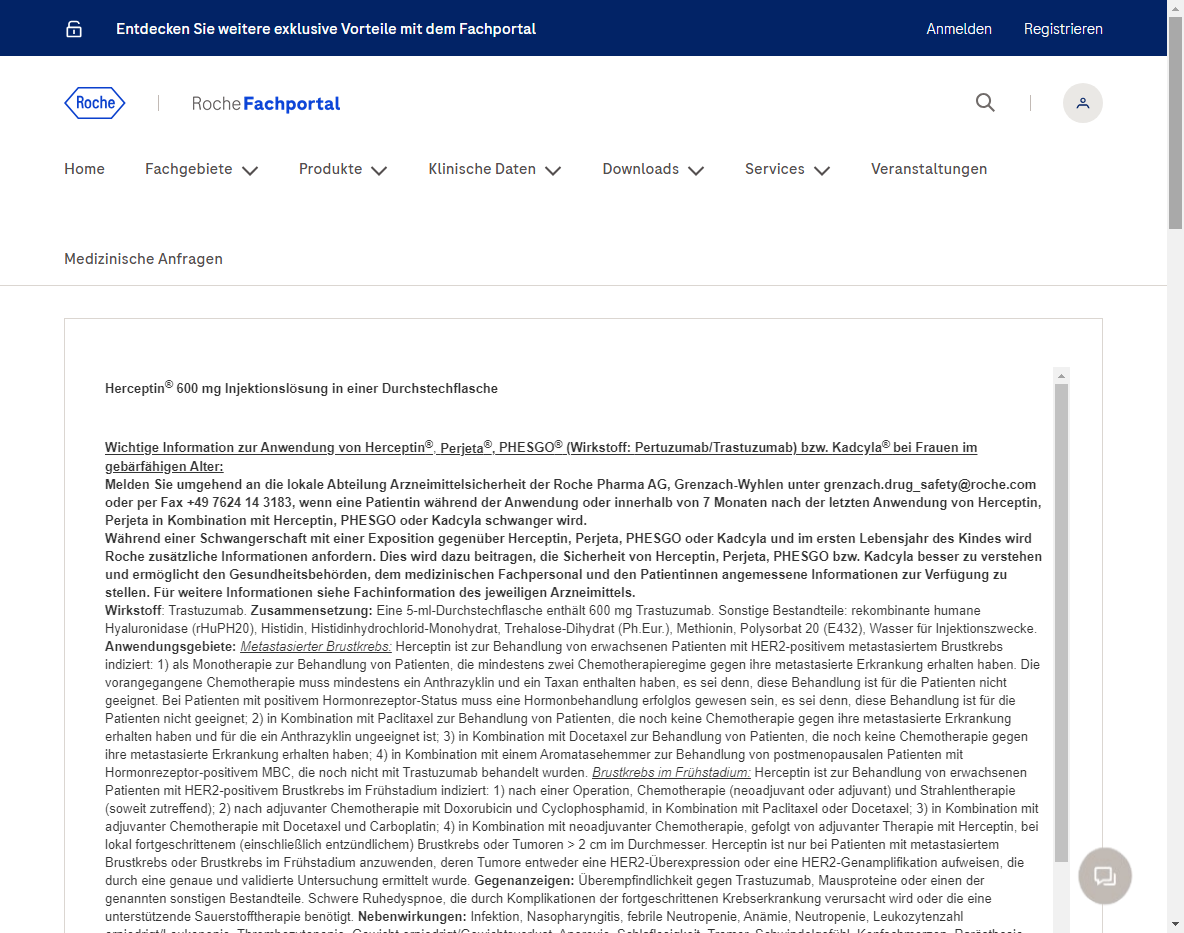 Entdecken Sie weitere exklusive Vorteile mit dem Fachportal
Anmelden
Registrieren
Roche
Roche Fachportal
Home
Fachgebiete
Produkte
Klinische Daten
Downloads
Services
Veranstaltungen
Medizinische Anfragen
Herceptin® 600 mg Injektionslösung in einer Durchstechflasche
Wichtige Information zur Anwendung von Herceptin®, Perjeta®, PHESGO® (Wirkstoff: Pertuzumab/Trastuzumab) bzw. Kadcyla® bei Frauen im
gebärfähigen Alter:
Melden Sie umgehend an die lokale Abteilung Arzneimittelsicherheit der Roche Pharma AG, Grenzach-Wyhlen unter grenzach.drug_safety@roche.com
oder per Fax +49 7624 14 3183, wenn eine Patientin während der Anwendung oder innerhalb von 7 Monaten nach der letzten Anwendung von Herceptin,
Perjeta in Kombination mit Herceptin, PHESGO oder Kadcyla schwanger wird.
Während einer Schwangerschaft mit einer Exposition gegenüber Herceptin, Perjeta, PHESGO oder Kadcyla und im ersten Lebensjahr des Kindes wird
Roche zusätzliche Informationen anfordern. Dies wird dazu beitragen, die Sicherheit von Herceptin, Perjeta, PHESGO bzw. Kadcyla besser zu verstehen
und ermöglicht den Gesundheitsbehörden, dem medizinischen Fachpersonal und den Patientinnen angemessene Informationen zur Verfügung zu
stellen. Für weitere Informationen siehe Fachinformation des jeweiligen Arzneimittels.
Wirkstoff: Trastuzumab. Zusammensetzung: Eine 5-ml-Durchstechflasche enthält 600 mg Trastuzumab. Sonstige Bestandteile: rekombinante humane
Hyaluronidase (rHuPH20), Histidin, Histidinhydrochlorid-Monohydrat, Trehalose-Dihydrat (Ph.Eur.), Methionin, Polysorbat 20 (E432), Wasser für Injektionszwecke.
Anwendungsgebiete: Metastasierter Brustkrebs: Herceptin ist zur Behandlung von erwachsenen Patienten mit HER2-positivem metastasiertem Brustkrebs
indiziert: 1) als Monotherapie zur Behandlung von Patienten, die mindestens zwei Chemotherapieregime gegen ihre metastasierte Erkrankung erhalten haben. Die
vorangegangene Chemotherapie muss mindestens ein Anthrazyklin und ein Taxan enthalten haben, es sei denn, diese Behandlung ist für die Patienten nicht
geeignet. Bei Patienten mit positivem Hormonrezeptor-Status muss eine Hormonbehandlung erfolglos gewesen sein, es sei denn, diese Behandlung ist für die
Patienten nicht geeignet; 2) in Kombination mit Paclitaxel zur Behandlung von Patienten, die noch keine Chemotherapie gegen ihre metastasierte Erkrankung
erhalten haben und für die ein Anthrazyklin ungeeignet ist; 3) in Kombination mit Docetaxel zur Behandlung von Patienten, die noch keine Chemotherapie gegen
ihre metastasierte Erkrankung erhalten haben; 4) in Kombination mit einem Aromatasehemmer zur Behandlung von postmenopausalen Patienten mit
Hormonrezeptor-positivem MBC, die noch nicht mit Trastuzumab behandelt wurden. Brustkrebs im Frühstadium: Herceptin ist zur Behandlung von erwachsenen
Patienten mit HER2-positivem Brustkrebs im Frühstadium indiziert: 1) nach einer Operation, Chemotherapie (neoadjuvant oder adjuvant) und Strahlentherapie
(soweit zutreffend); 2) nach adjuvanter Chemotherapie mit Doxorubicin und Cyclophosphamid, in Kombination mit Paclitaxel oder Docetaxel; 3) in Kombination mit
adjuvanter Chemotherapie mit Docetaxel und Carboplatin; 4) in Kombination mit neoadjuvanter Chemotherapie, gefolgt von adjuvanter Therapie mit Herceptin, bei
lokal fortgeschrittenem (einschließlich entzündlichem) Brustkrebs oder Tumoren > 2 cm im Durchmesser. Herceptin ist nur bei Patienten mit metastasiertem
Brustkrebs oder Brustkrebs im Frühstadium anzuwenden, deren Tumore entweder eine HER2-Überexpression oder eine HER2-Genamplifikation aufweisen, die
durch eine genaue und validierte Untersuchung ermittelt wurde. Gegenanzeigen: Überempfindlichkeit gegen Trastuzumab, Mausproteine oder einen der
genannten sonstigen Bestandteile. Schwere Ruhedyspnoe, die durch Komplikationen der fortgeschrittenen Krebserkrankung verursacht wird oder die eine
unterstützende Sauerstofftherapie benötigt. Nebenwirkungen: Infektion, Nasopharyngitis, febrile Neutropenie, Anämie, Neutropenie, Leukozytenzahl
erniedrigt/Leukopenie, Thrombozytopenie, Gewicht erniedrigt/Gewichtsverlust, Anorexie, Schlaflosigkeit, Tremor, Schwindelgefühl, Kopfschmerzen, Parästhesie,